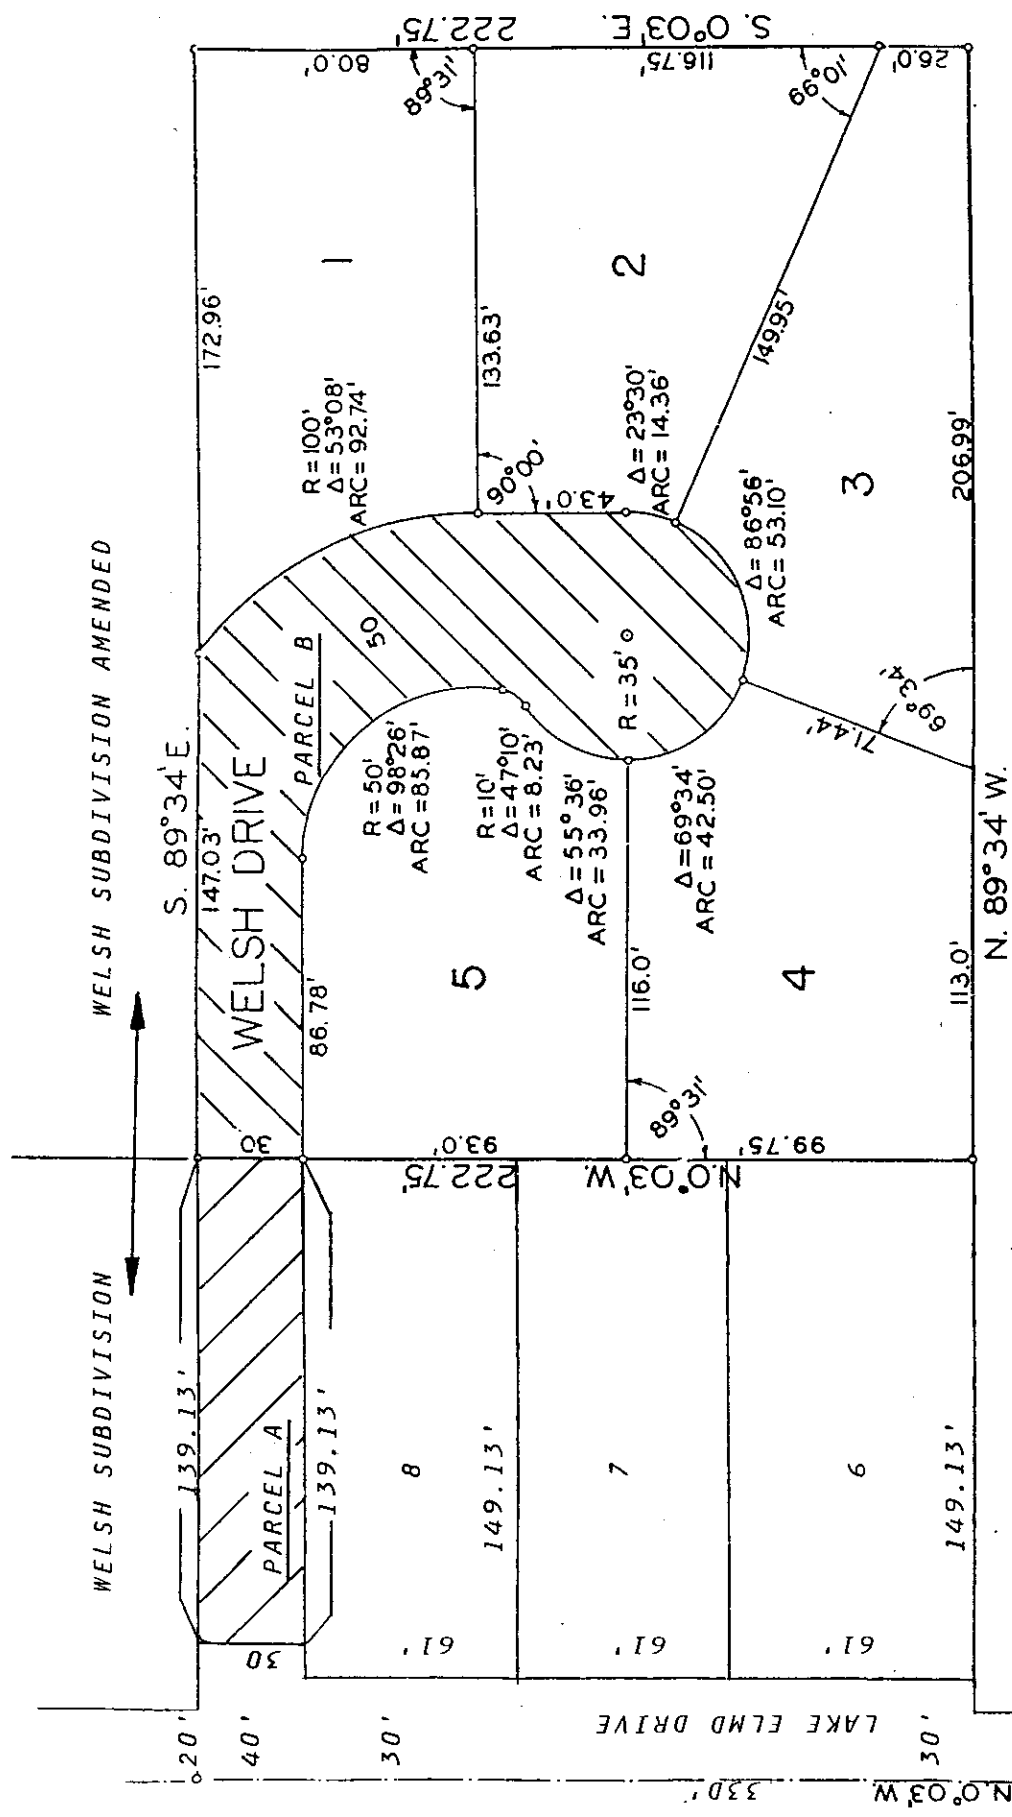 WELSH SUBDIVISION
WELSH SUBDIVISION AMENDED
S. 89°34'E.
139.13'
147.03'
172.96'
WELSH DRIVE
PARCEL A
PARCEL B
30
30
50
139.13'
86.78'
R=100'
Δ=53°08'
ARC=92.74'
1
80.0'
89°31'
222.75'
S. 0°03'E.
133.63'
90°00'
43.0'
R=50'
Δ=98°26'
ARC=85.87'
R=10'
Δ=47°10'
ARC=8.23'
Δ=55°36'
ARC=33.96'
R=35'
Δ=23°30'
ARC=14.36'
2
116.75'
66°01'
26.0'
149.95'
Δ=86°56'
ARC=53.10'
3
Δ=69°34'
ARC=42.50'
71.44'
69°34'
206.99'
5
93.0'
222.75'
N.0°03'W.
116.0'
89°31'
4
99.75'
113.0'
N. 89°34' W.
8
61'
149.13'
7
61'
6
61'
149.13'
20'
40'
30'
LAKE ELMO DRIVE
30'
330'
N.0°03'W.